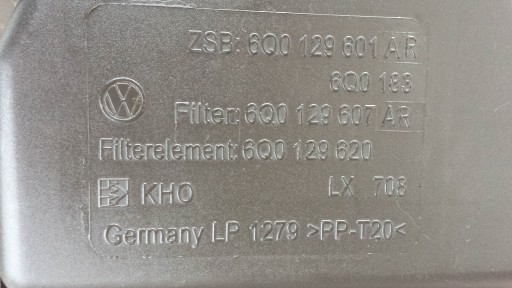 ZSB: 6Q0 129 601 AR
6Q0 183
Filter: 6Q0 129 607 AR
Filterelement: 6Q0 129 620
KHO LX 708
Germany LP 1279 >PP-T20<